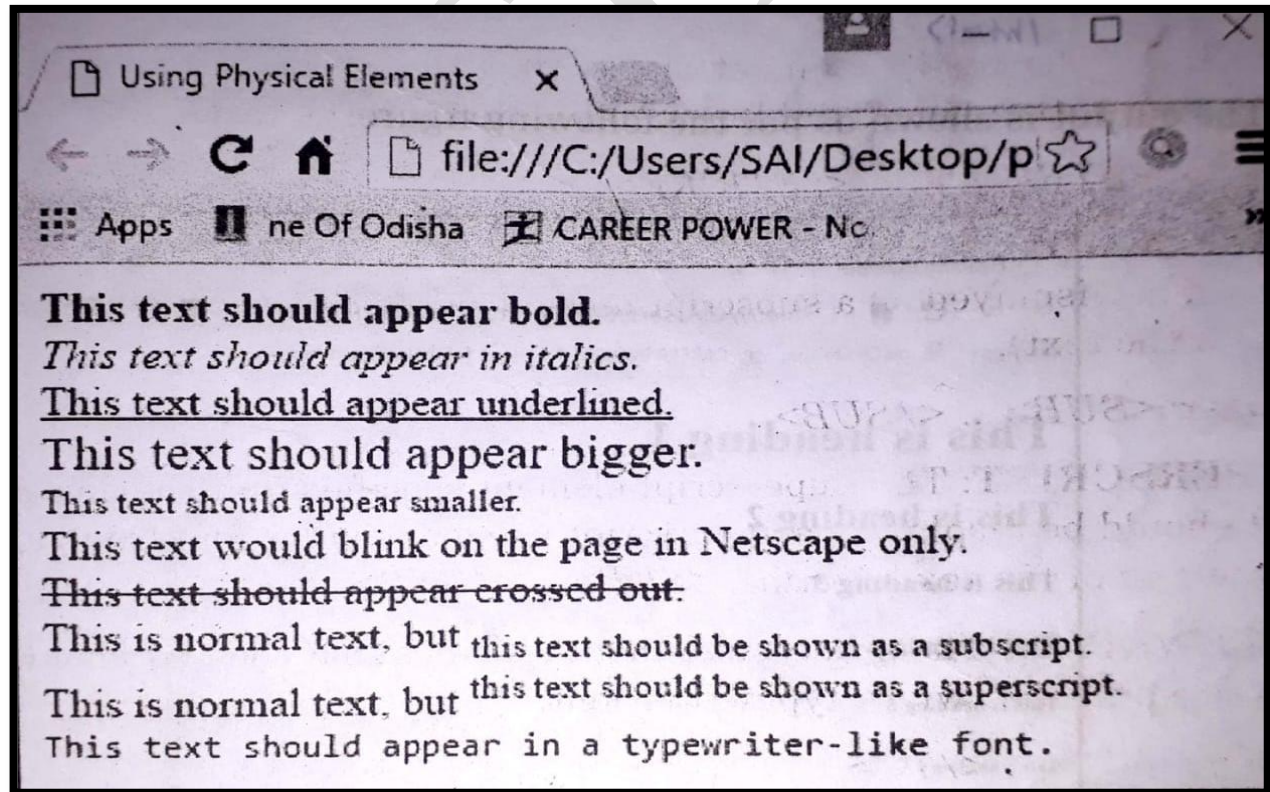 Using Physical Elements
file:///C:/Users/SAI/Desktop/p
Apps ne Of Odisha CAREER POWER - No
This text should appear bold.
This text should appear in italics.
This text should appear underlined.
This text should appear bigger.
This text should appear smaller.
This text would blink on the page in Netscape only.
This text should appear crossed out.
This is normal text, but this text should be shown as a subscript.
This is normal text, but this text should be shown as a superscript.
This text should appear in a typewriter-like font.